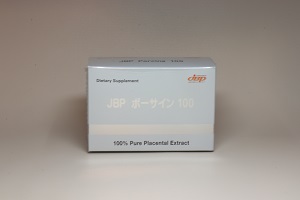 jbp
Dietary Supplement
JBP ポーサイン 100
100% Pure Placental Extract